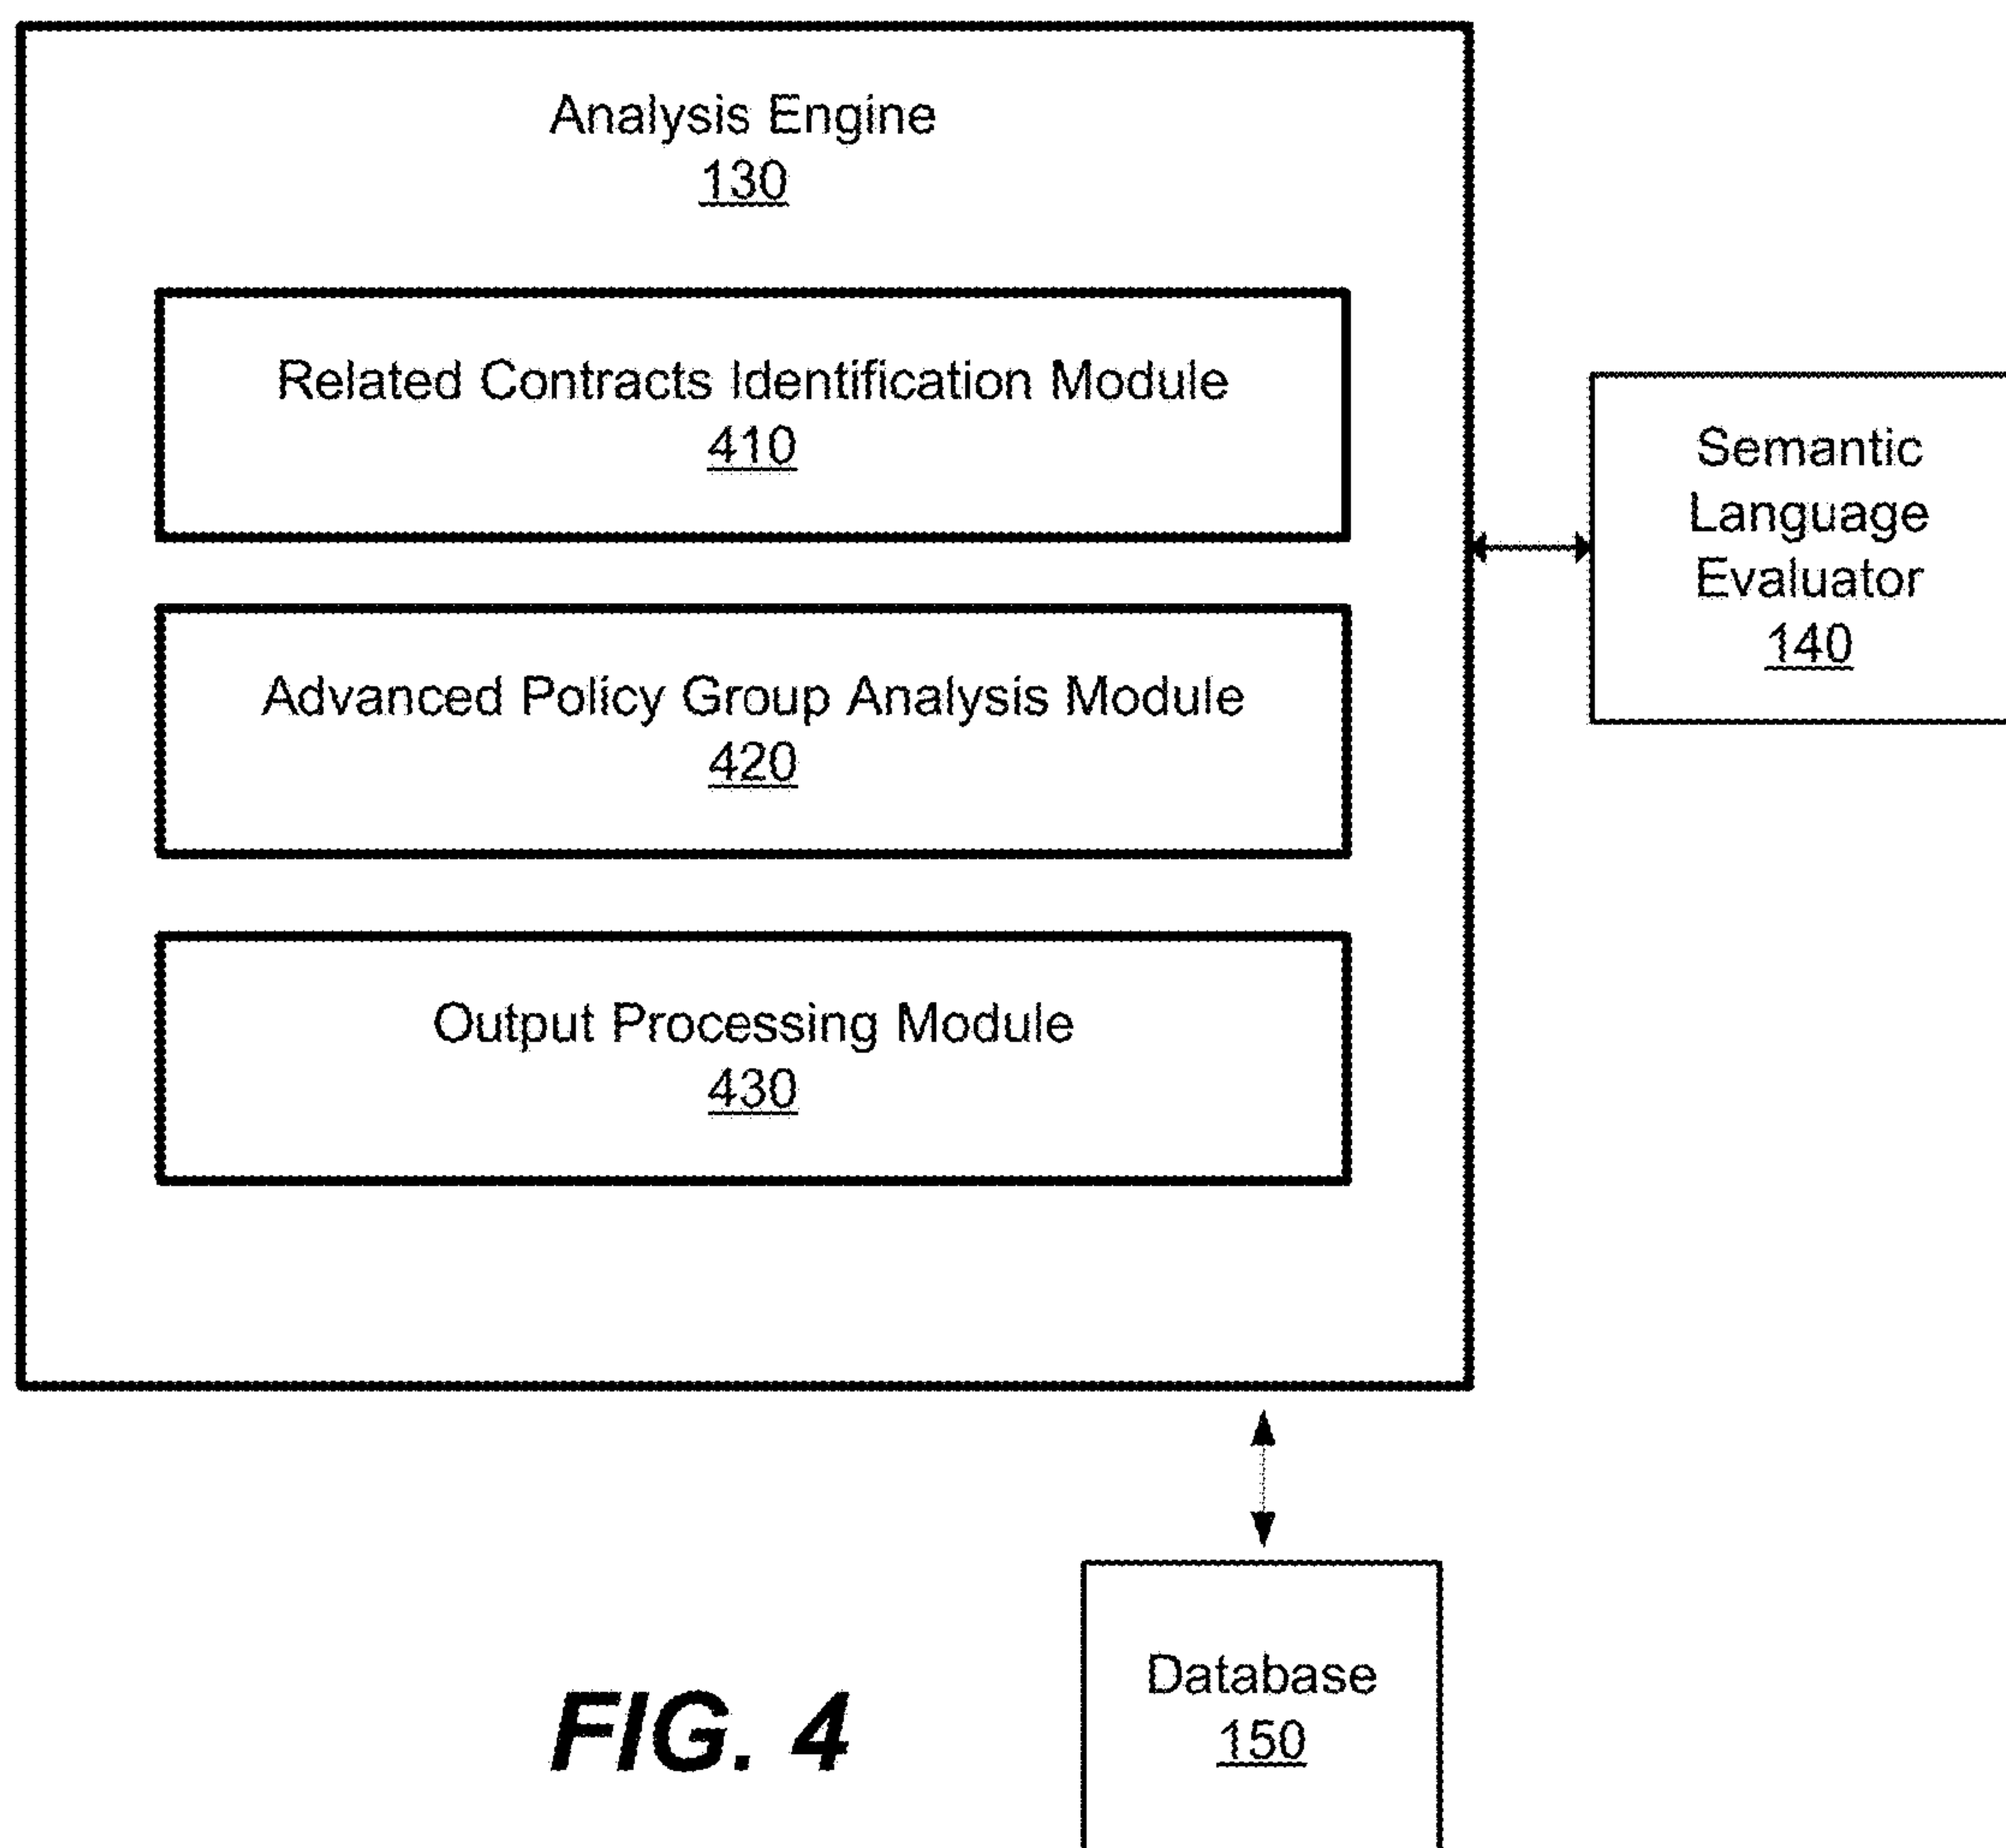 Analysis Engine
130
Related Contracts Identification Module
410
Advanced Policy Group Analysis Module
420
Output Processing Module
430
Semantic
Language
Evaluator
140
Database
150
FIG. 4